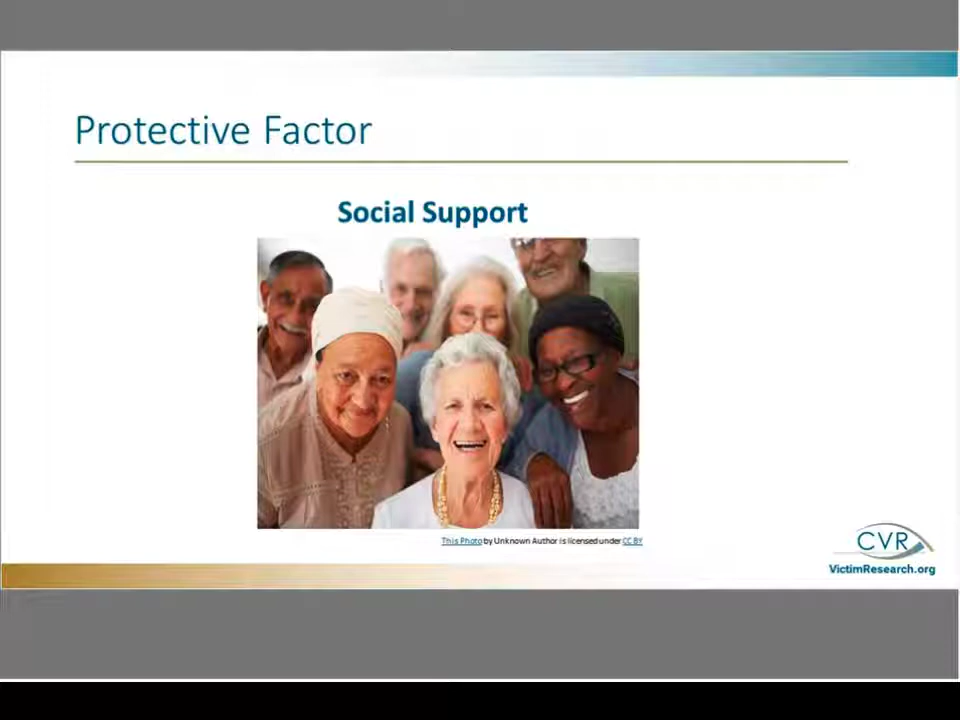 Protective Factor
Social Support
This Photo by Unknown Author is licensed under CC BY
CVR
VictimResearch.org